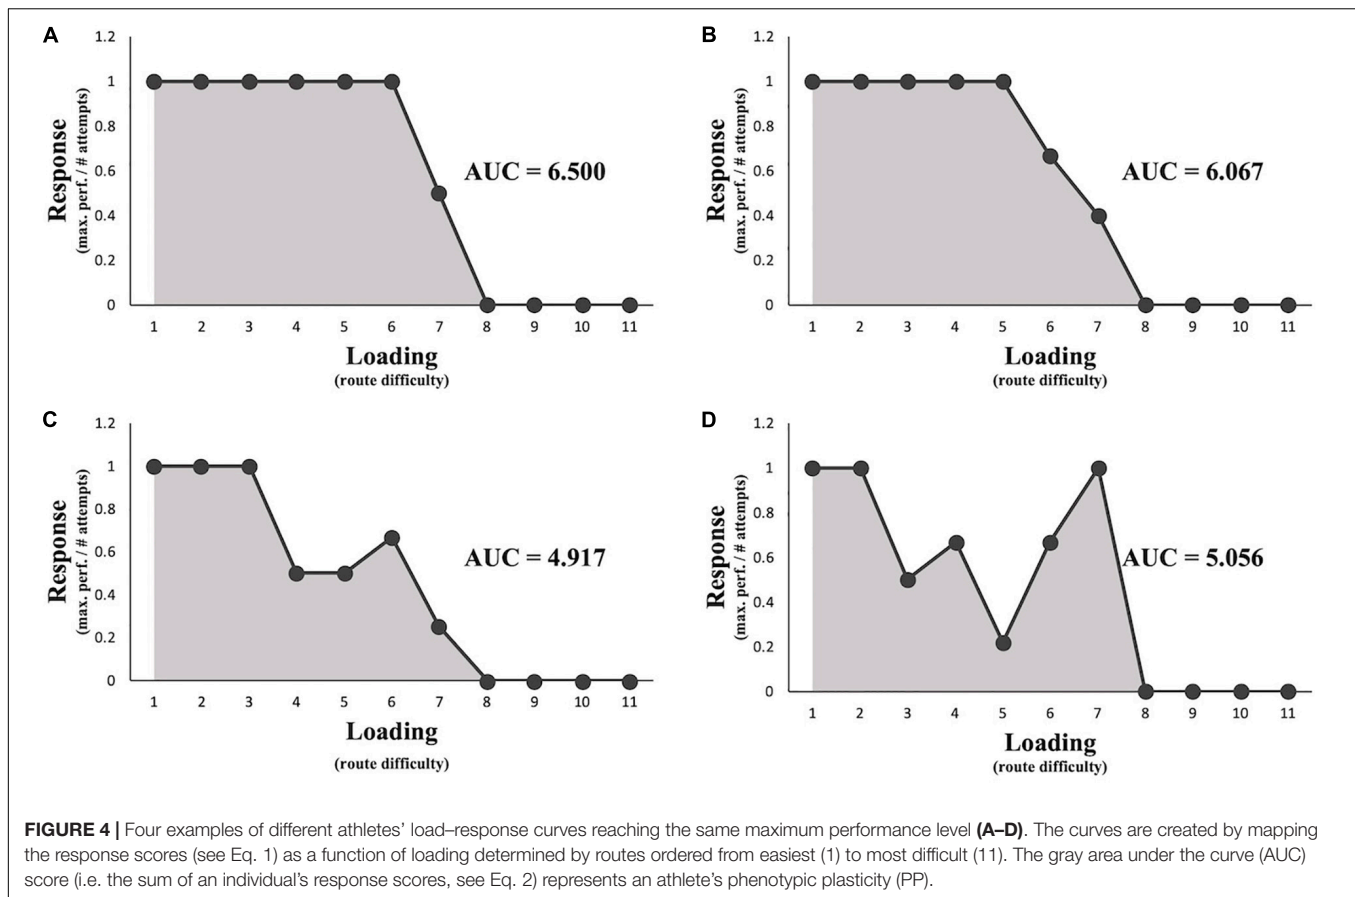 A
1.2
1
0.8
0.6
0.4
0.2
0
Response
(max. perf. / # attempts)
AUC = 6.500
1 2 3 4 5 6 7 8 9 10 11
Loading
(route difficulty)
B
1.2
1
0.8
0.6
0.4
0.2
0
Response
(max. perf. / # attempts)
AUC = 6.067
1 2 3 4 5 6 7 8 9 10 11
Loading
(route difficulty)
C
1.2
1
0.8
0.6
0.4
0.2
0
Response
(max. perf. / # attempts)
AUC = 4.917
1 2 3 4 5 6 7 8 9 10 11
Loading
(route difficulty)
D
1.2
1
0.8
0.6
0.4
0.2
0
Response
(max. perf. / # attempts)
AUC = 5.056
1 2 3 4 5 6 7 8 9 10 11
Loading
(route difficulty)
FIGURE 4 | Four examples of different athletes’ load–response curves reaching the same maximum performance level (A–D). The curves are created by mapping
the response scores (see Eq. 1) as a function of loading determined by routes ordered from easiest (1) to most difficult (11). The gray area under the curve (AUC)
score (i.e. the sum of an individual’s response scores, see Eq. 2) represents an athlete’s phenotypic plasticity (PP).